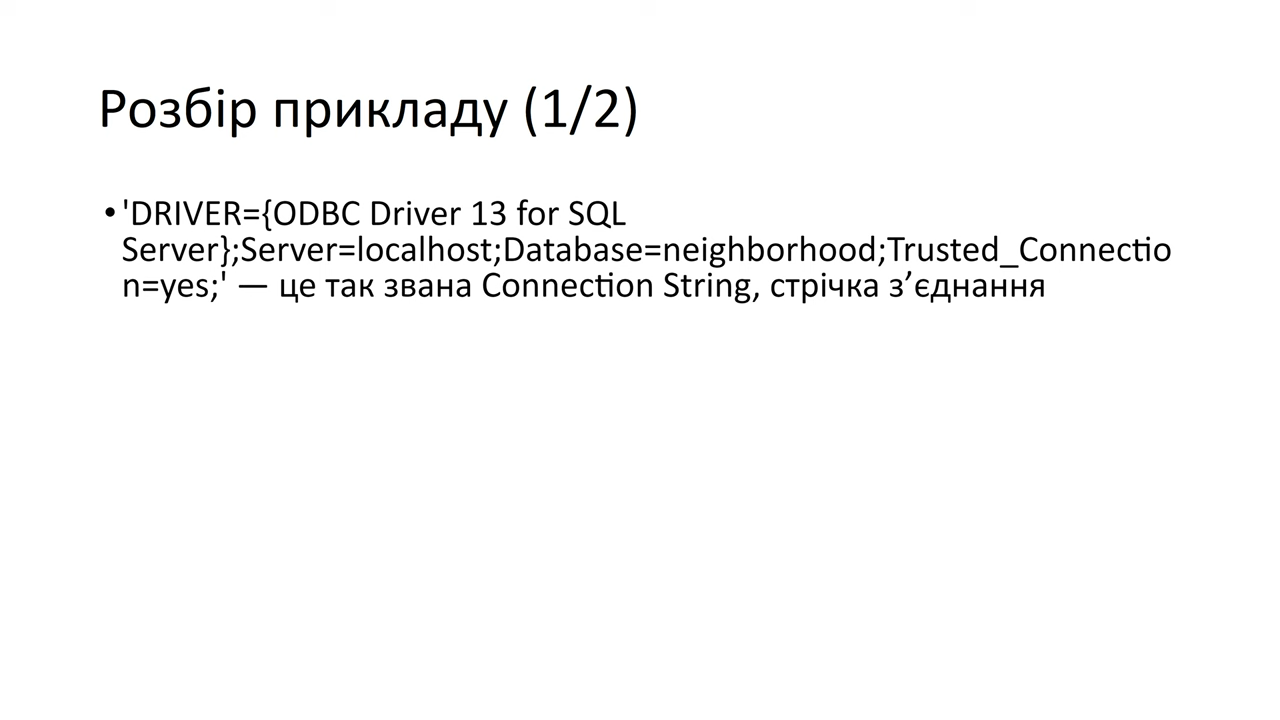 Розбір прикладу (1/2)
•'DRIVER={ODBC Driver 13 for SQL
Server};Server=localhost;Database=neighborhood;Trusted_Connectio
n=yes;' — це так звана Connection String, стрічка з’єднання